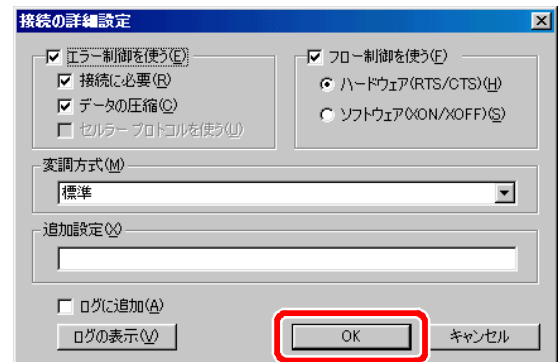 接続の詳細設定
エラー制御を使う(E)
接続に必要(R)
データの圧縮(C)
セルラー プロトコルを使う(U)
フロー制御を使う(F)
ハードウェア(RTS/CTS)(H)
ソフトウェア(XON/XOFF)(S)
変調方式(M)
標準
追加設定(X)
ログに追加(A)
ログの表示(V)
OK
キャンセル